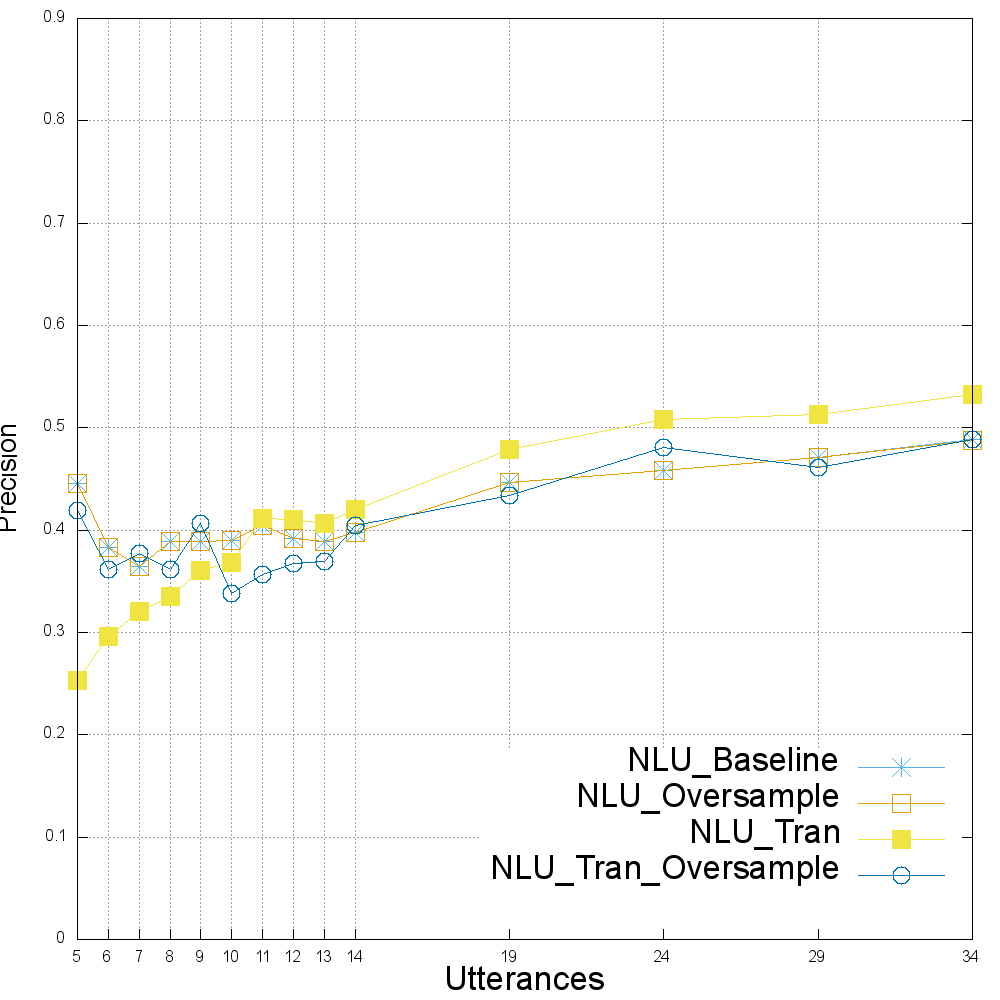 0.9
0.8
0.7
0.6
0.5
0.4
0.3
0.2
0.1
0
Precision
NLU_Baseline
NLU_Oversample
NLU_Tran
NLU_Tran_Oversample
5 6 7 8 9 10 11 12 13 14 19 24 29 34
Utterances